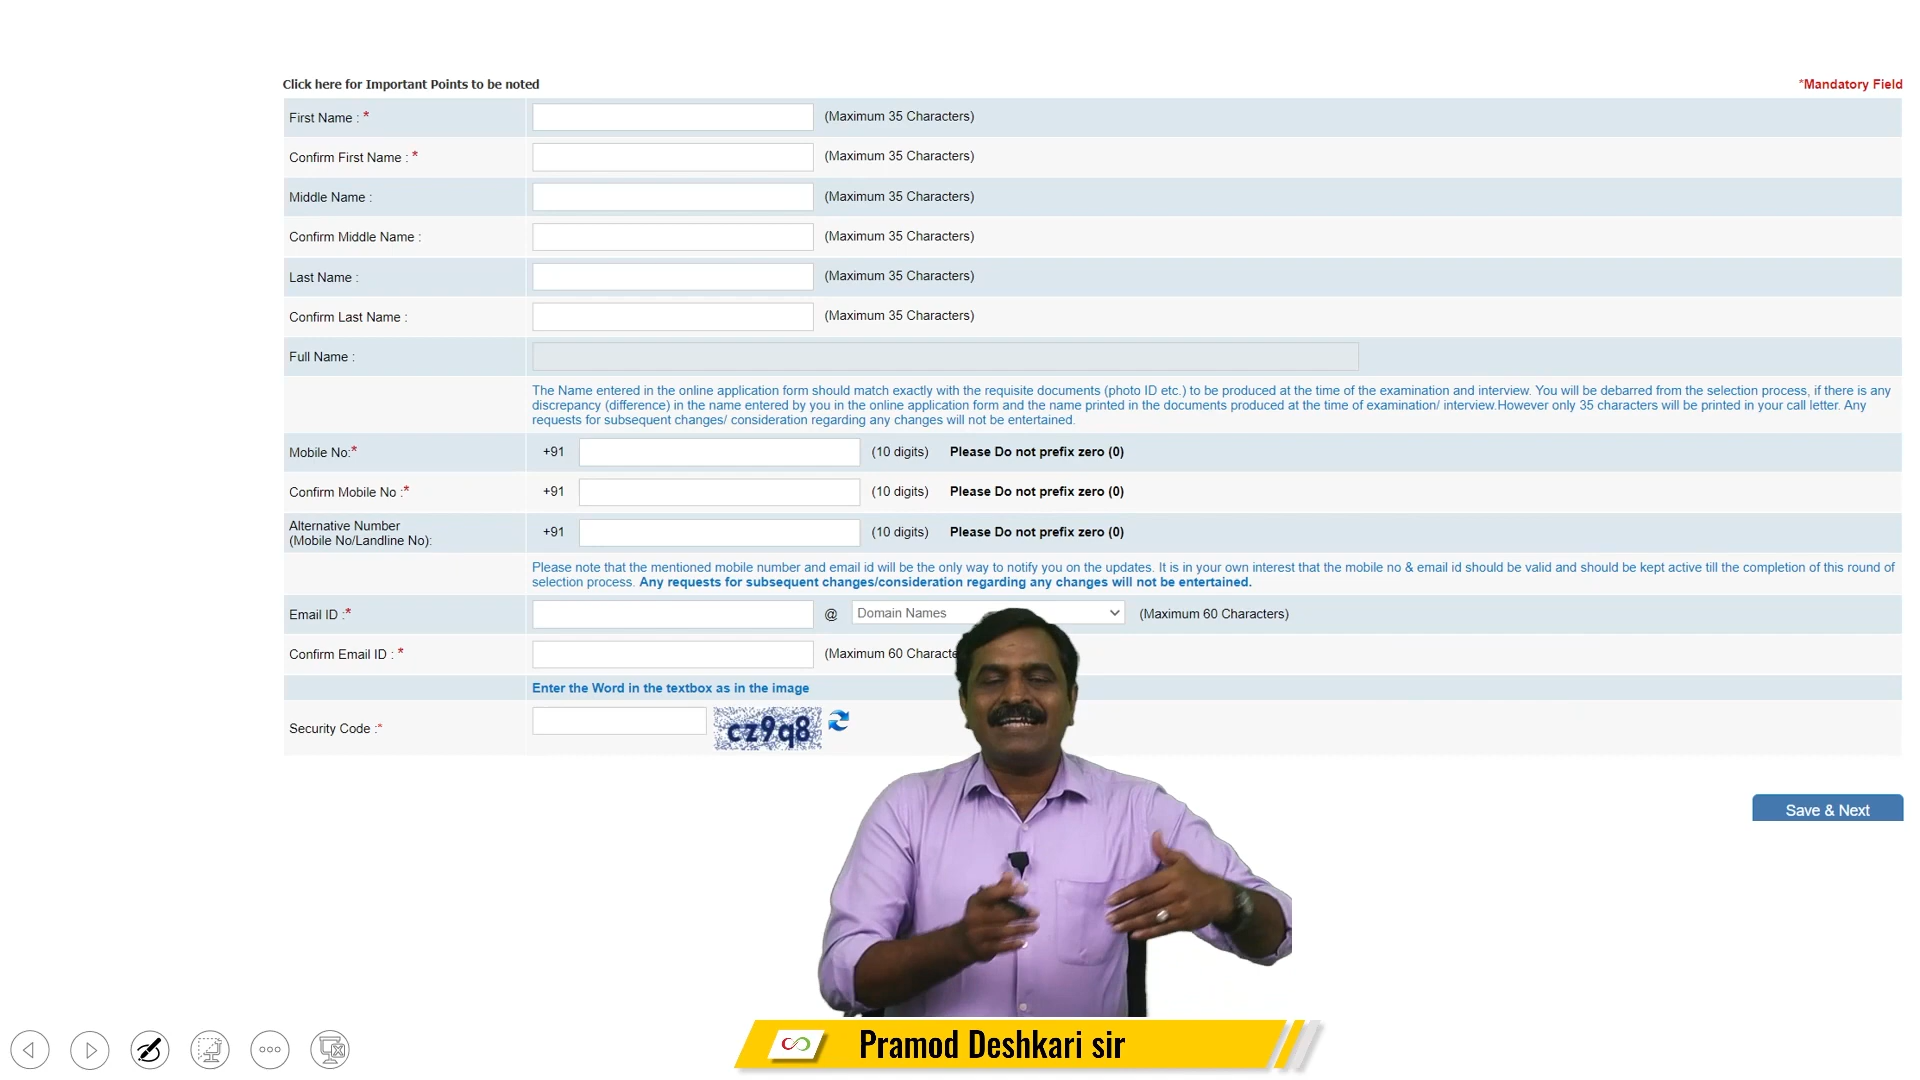 Click here for Important Points to be noted
*Mandatory Field
First Name : *
(Maximum 35 Characters)
Confirm First Name : *
(Maximum 35 Characters)
Middle Name :
(Maximum 35 Characters)
Confirm Middle Name :
(Maximum 35 Characters)
Last Name :
(Maximum 35 Characters)
Confirm Last Name :
(Maximum 35 Characters)
Full Name :
The Name entered in the online application form should match exactly with the requisite documents (photo ID etc.) to be produced at the time of the examination and interview. You will be debarred from the selection process, if there is any
discrepancy (difference) in the name entered by you in the online application form and the name printed in the documents produced at the time of examination/ interview.However only 35 characters will be printed in your call letter. Any
requests for subsequent changes/ consideration regarding any changes will not be entertained.
Mobile No:*
+91
(10 digits) Please Do not prefix zero (0)
Confirm Mobile No :*
+91
(10 digits) Please Do not prefix zero (0)
Alternative Number
(Mobile No/Landline No):
+91
(10 digits) Please Do not prefix zero (0)
Please note that the mentioned mobile number and email id will be the only way to notify you on the updates. It is in your own interest that the mobile no & email id should be valid and should be kept active till the completion of this round of
selection process. Any requests for subsequent changes/consideration regarding any changes will not be entertained.
Email ID :*
@
Domain Names
(Maximum 60 Characters)
Confirm Email ID : *
(Maximum 60 Characte
Enter the Word in the textbox as in the image
Security Code :*
cz9q8
Save & Next
Pramod Deshkari sir